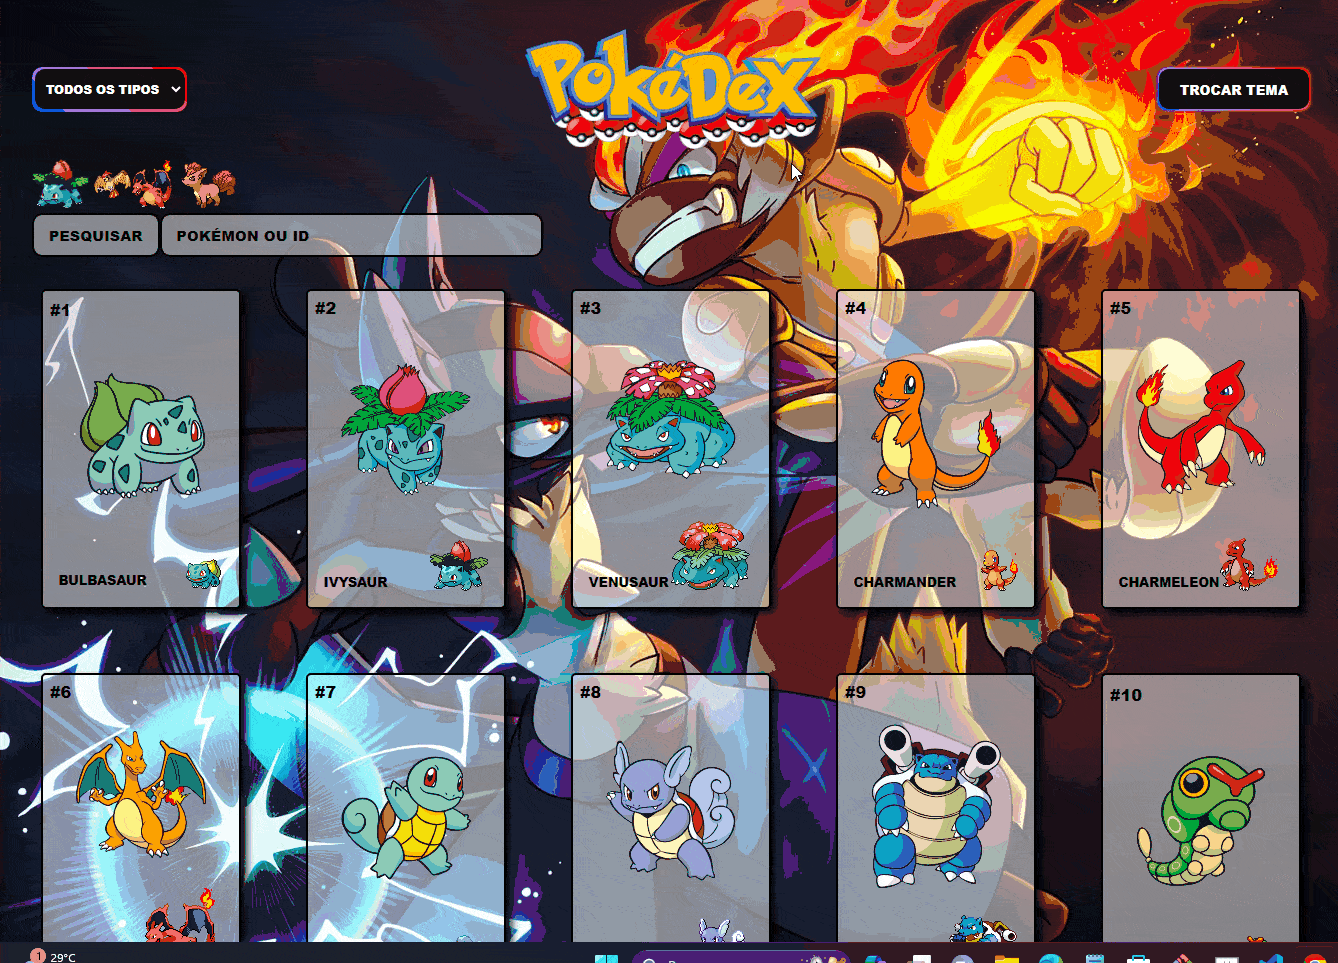 PokéDex
TODOS OS TIPOS
TROCAR TEMA
PESQUISAR
POKÉMON OU ID
#1
#2
#3
#4
#5
BULBASAUR
IVYSAUR
VENUSAUR
CHARMANDER
CHARMELEON
#6
#7
#8
#9
#10
1
29°C